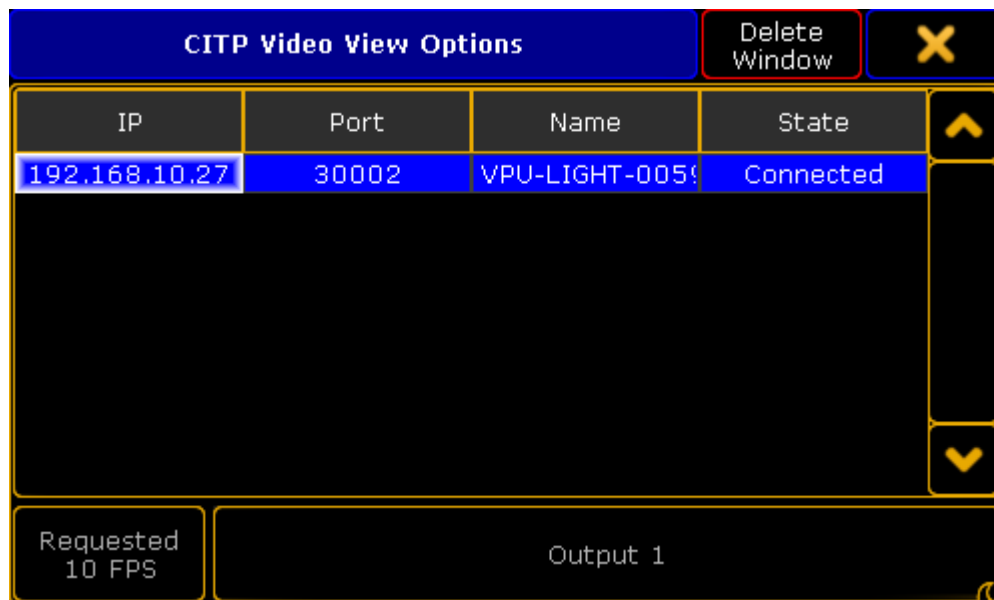 CITP Video View Options
Delete
Window
IP Port Name State
192.168.10.27 30002 VPU-LIGHT-005 Connected
Requested
10 FPS
Output 1